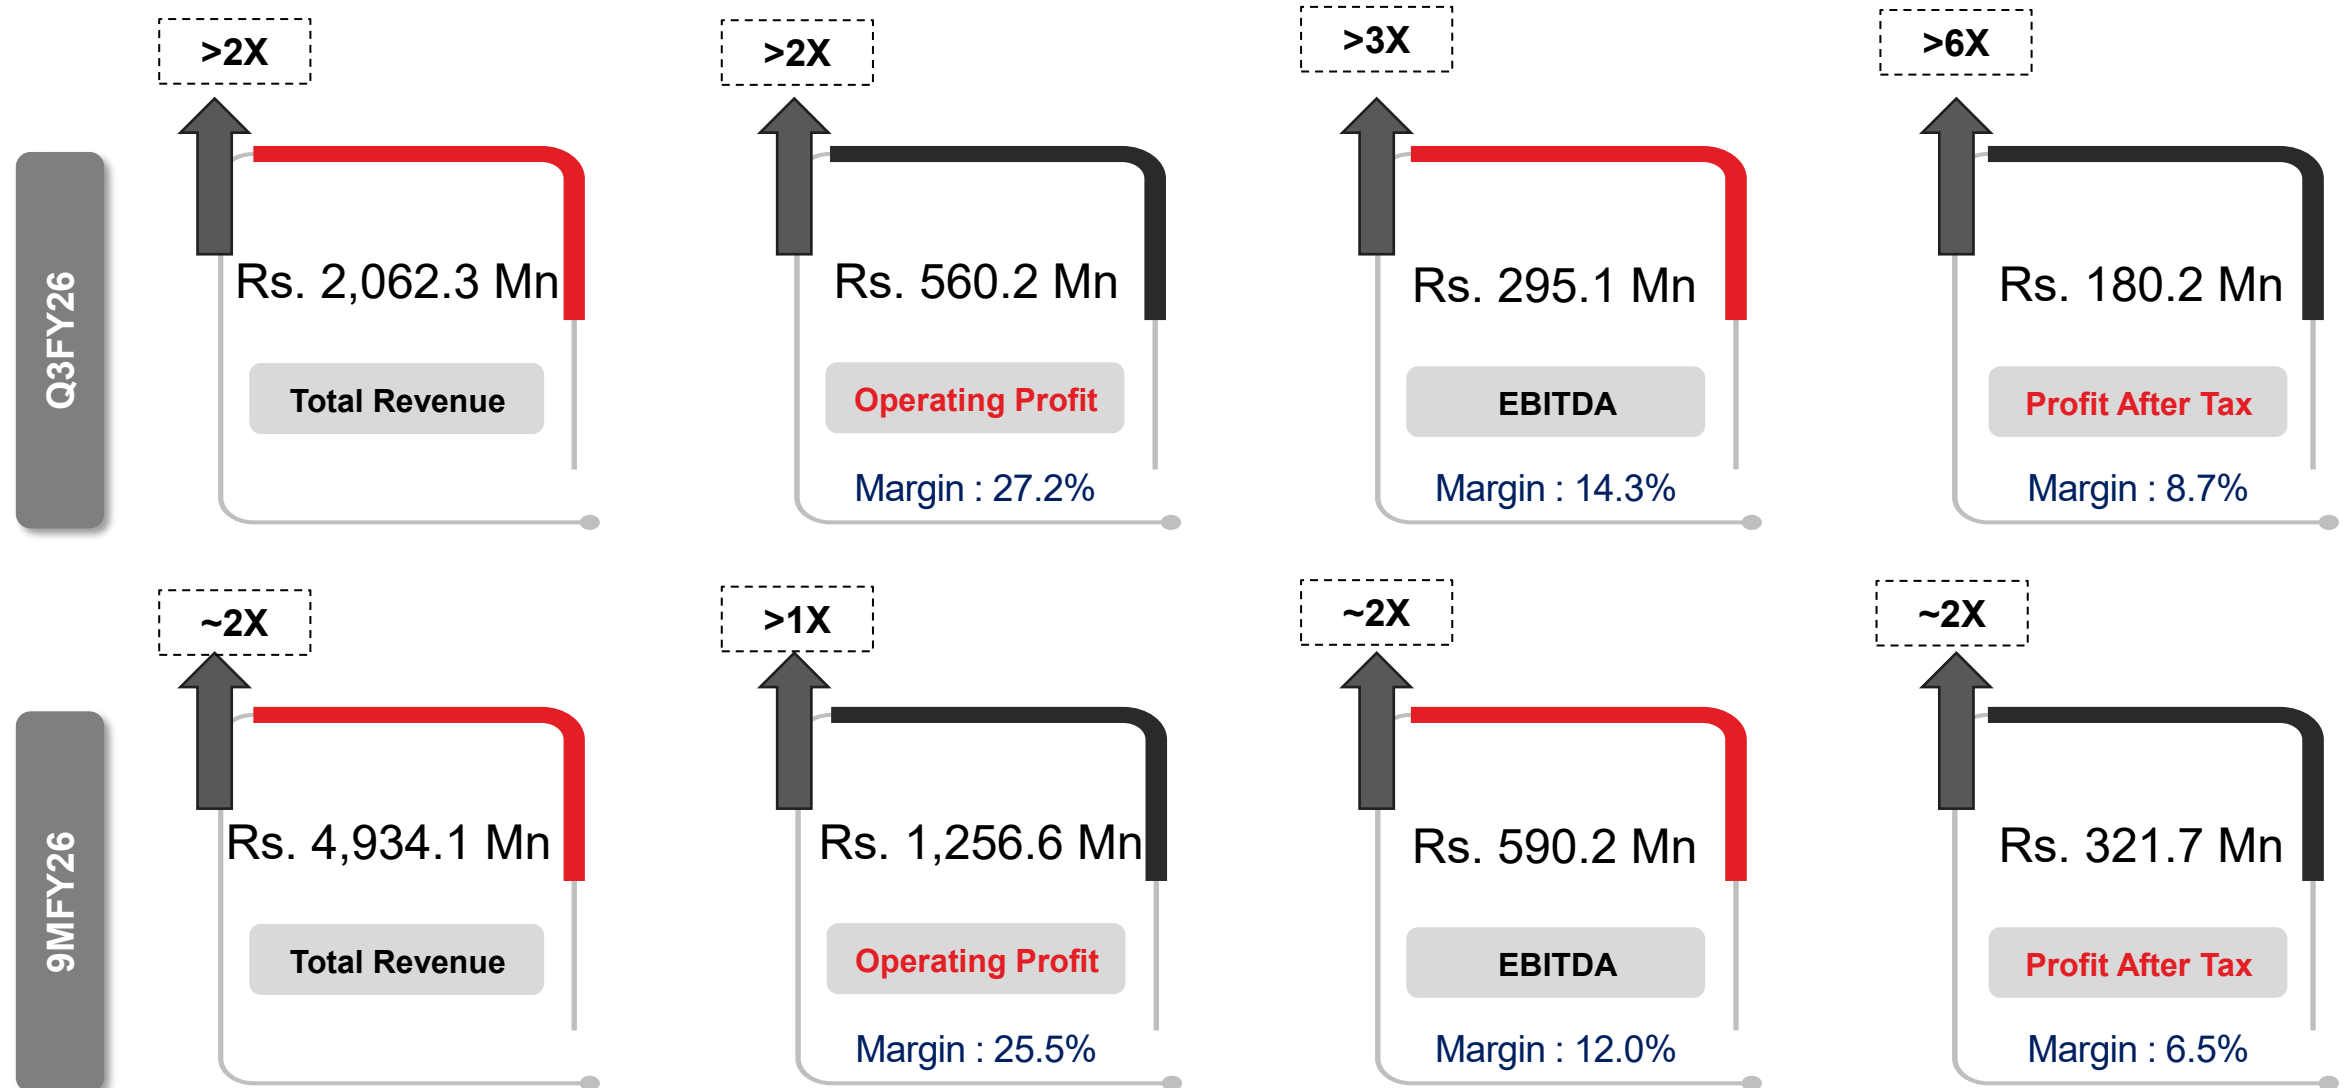 >2X
>2X
>3X
>6X
Q3FY26
Rs. 2,062.3 Mn
Rs. 560.2 Mn
Rs. 295.1 Mn
Rs. 180.2 Mn
Total Revenue
Operating Profit
EBITDA
Profit After Tax
Margin : 27.2%
Margin : 14.3%
Margin : 8.7%
~2X
>1X
~2X
~2X
9MFY26
Rs. 4,934.1 Mn
Rs. 1,256.6 Mn
Rs. 590.2 Mn
Rs. 321.7 Mn
Total Revenue
Operating Profit
EBITDA
Profit After Tax
Margin : 25.5%
Margin : 12.0%
Margin : 6.5%